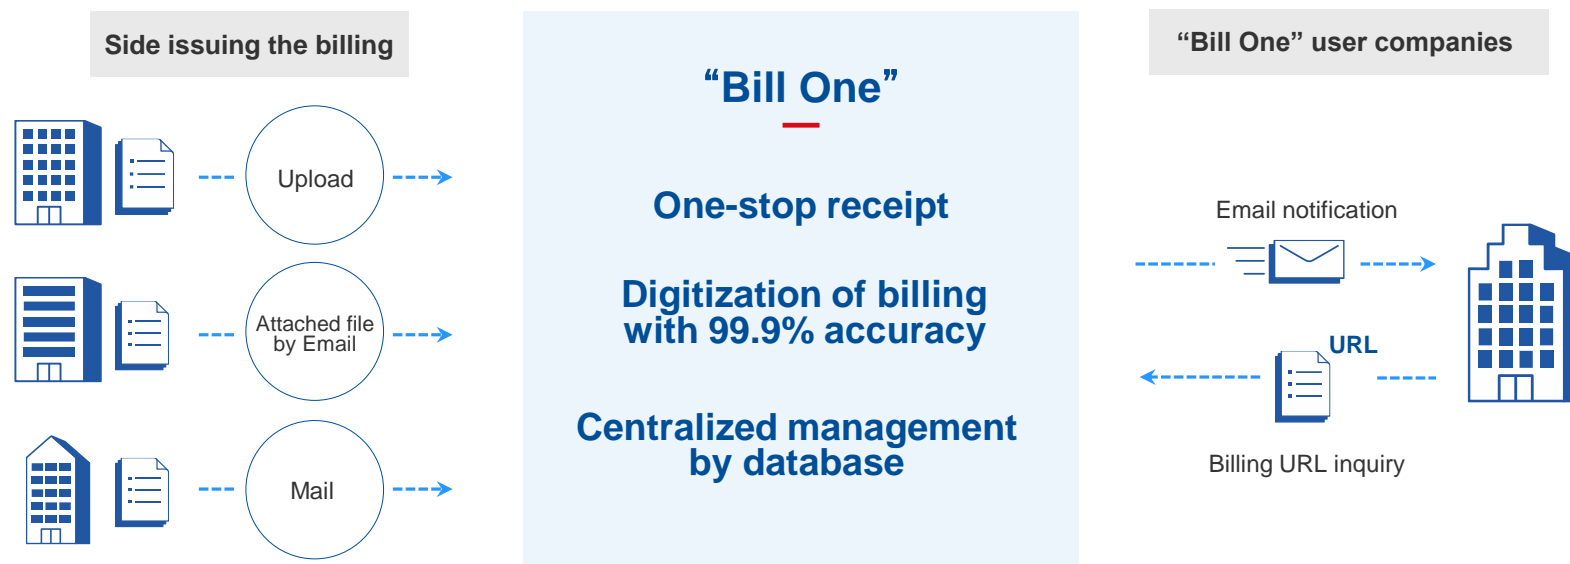 Side issuing the billing
Upload
Attached file
by Email
Mail
“Bill One”
One-stop receipt
Digitization of billing
with 99.9% accuracy
Centralized management
by database
“Bill One” user companies
Email notification
URL
Billing URL inquiry